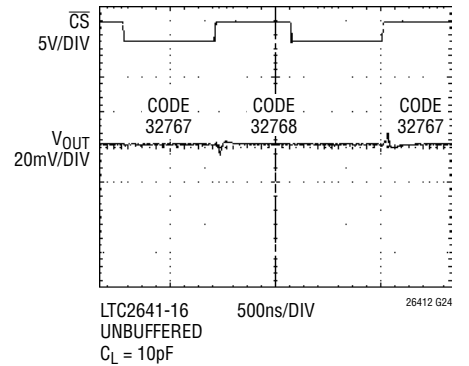 CS
5V/DIV
CODE
32767
CODE
32768
CODE
32767
VOUT
20mV/DIV
LTC2641-16
500ns/DIV
26412 G24
UNBUFFERED
CL = 10pF